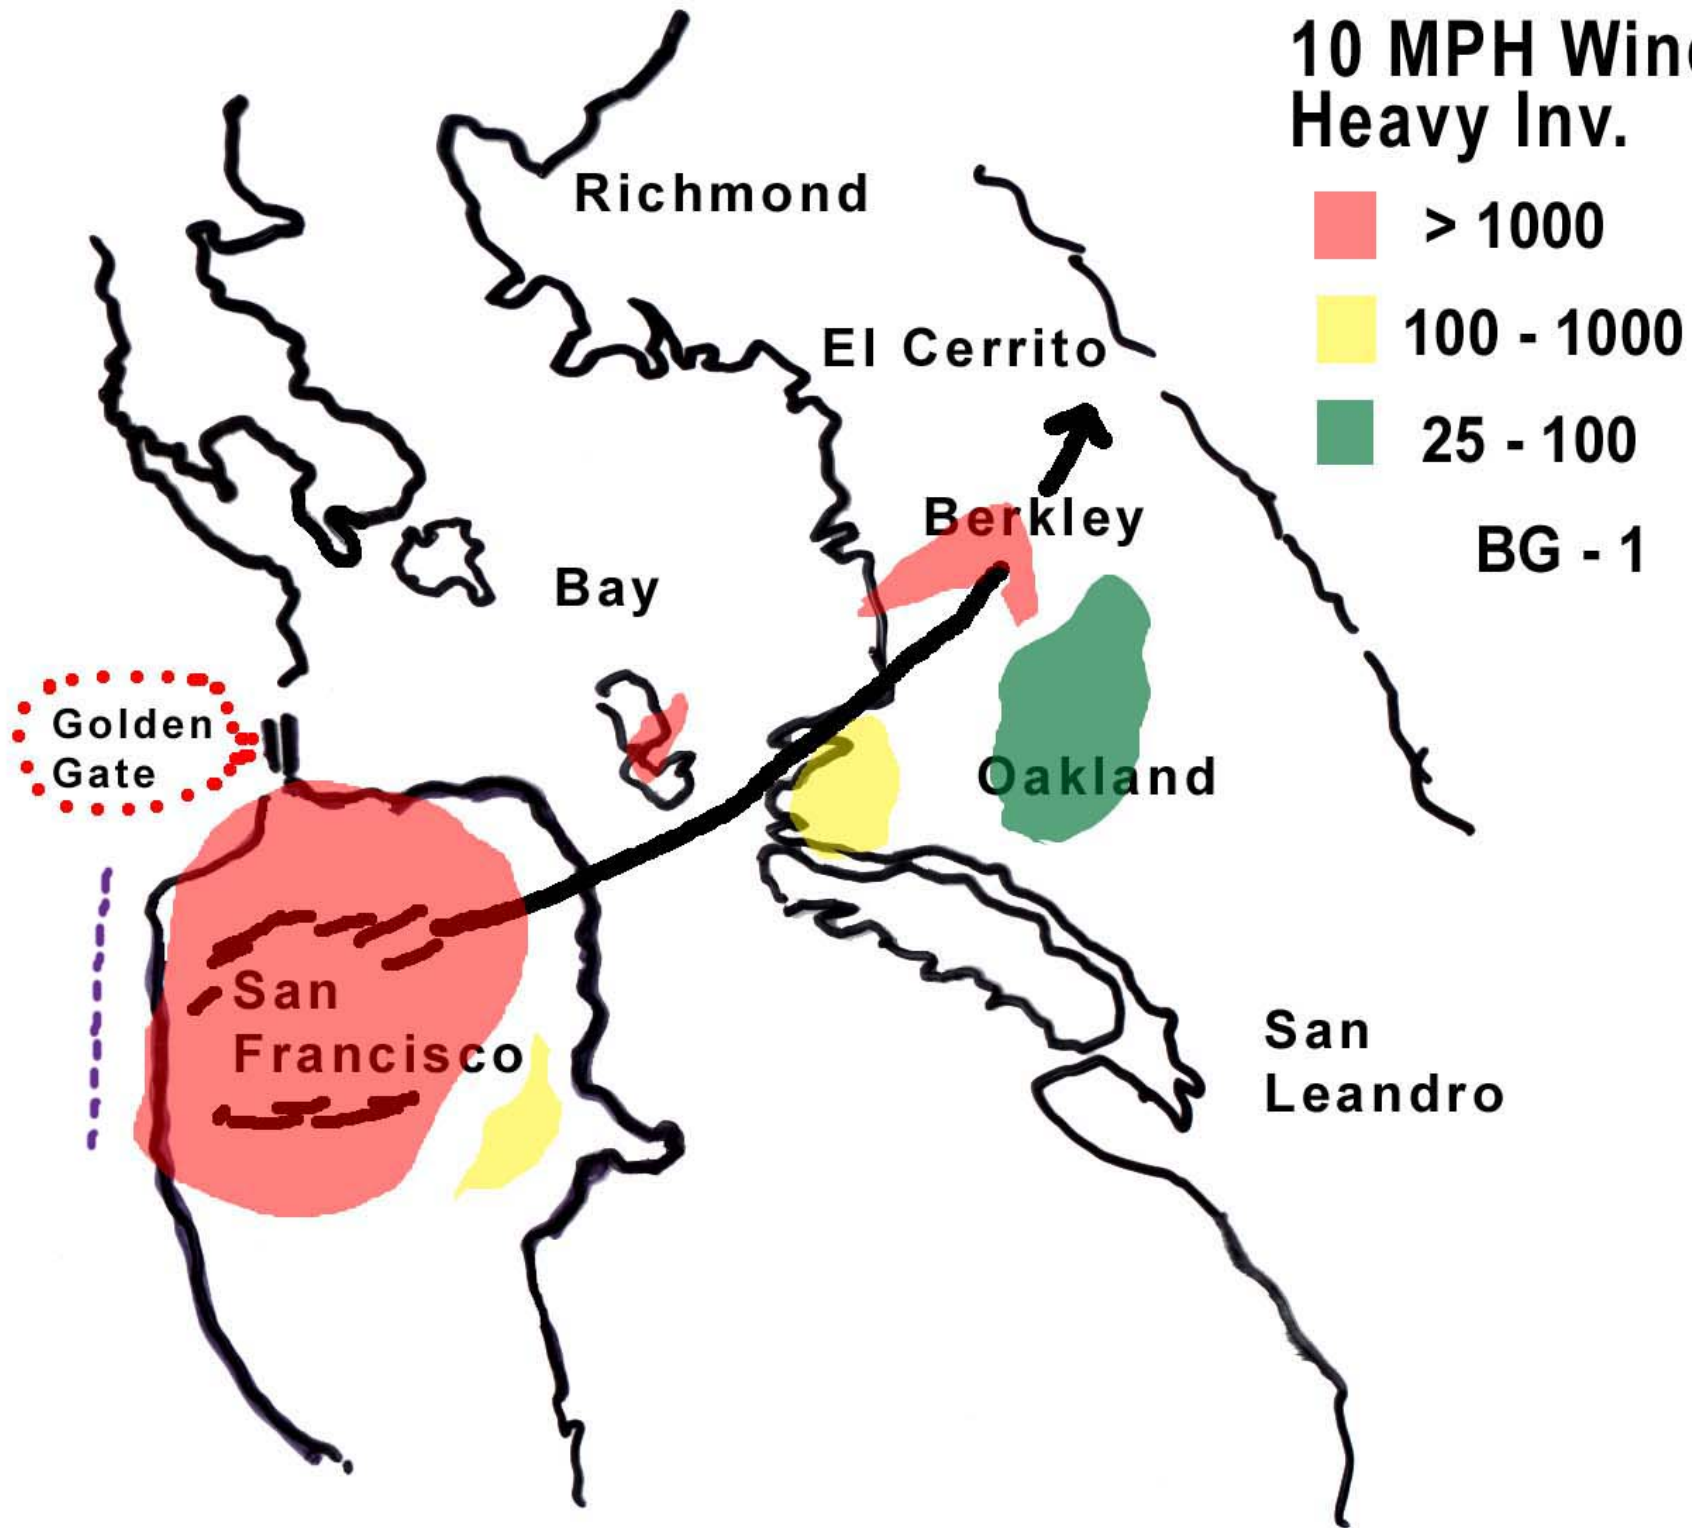 10 MPH Win
Heavy Inv.
> 1000
100 - 1000
25 - 100
BG - 1
Richmond
El Cerrito
Berkley
Bay
Golden
Gate
Oakland
San
Francisco
San
Leandro